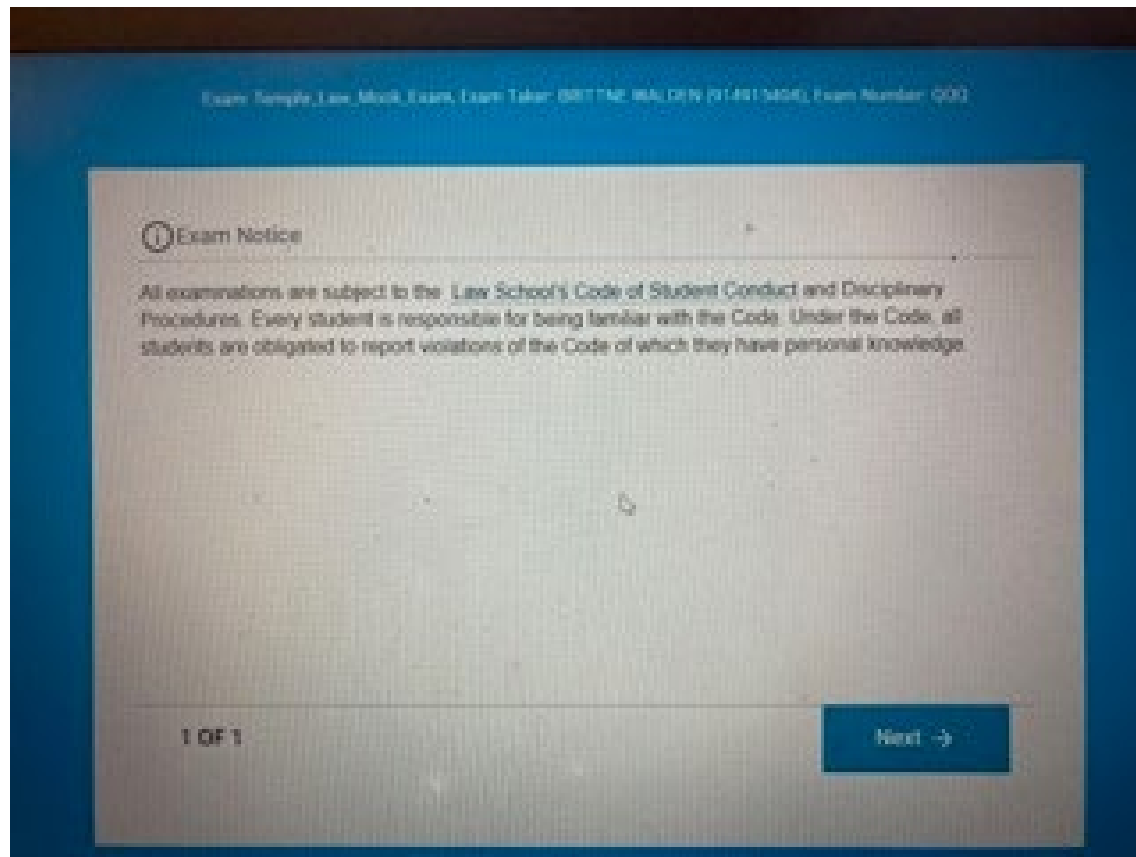 Exam: Temple_Law_Mock_Exam, Exam Taker: WALDEN Exam Number:
Exam Notice
All examinations are subject to the Law School's Code of Student Conduct and Disciplinary
Procedures. Every student is responsible for being familiar with the Code. Under the Code, all
students are obligated to report violations of the Code of which they have personal knowledge.
1 OF 1
Next →